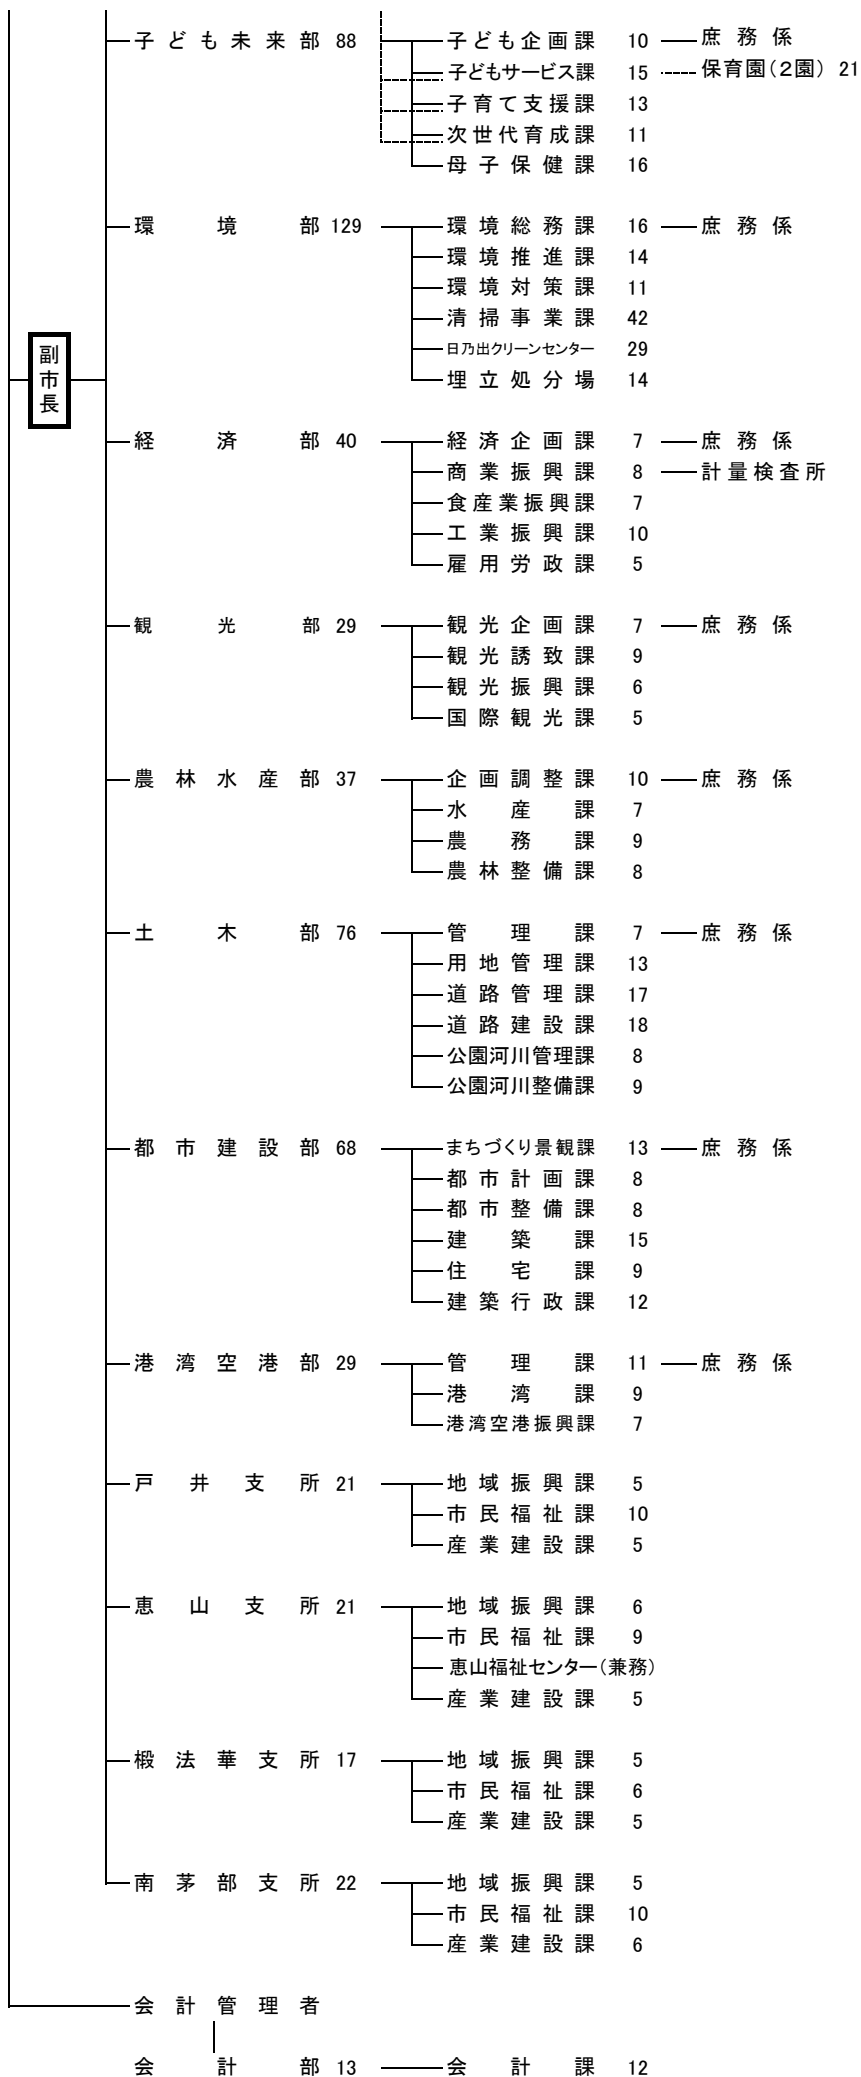 子ども未来部 88 子ども企画課 10 庶務係
子どもサービス課 15 保育園(2園) 21
子育て支援課 13
次世代育成課 11
母子保健課 16
環境部 129 環境総務課 16 庶務係
環境推進課 14
環境対策課 11
清掃事業課 42
日乃出クリーンセンター 29
副市長 埋立処分場 14
経済部 40 経済企画課 7 庶務係
商業振興課 8 計量検査所
食産業振興課 7
工業振興課 10
雇用労政課 5
観光部 29 観光企画課 7 庶務係
観光誘致課 9
観光振興課 6
国際観光課 5
農林水産部 37 企画調整課 10 庶務係
水産課 7
農務課 9
農林整備課 8
土木部 76 管理課 7 庶務係
用地管理課 13
道路管理課 17
道路建設課 18
公園河川管理課 8
公園河川整備課 9
都市建設部 68 まちづくり景観課 13 庶務係
都市計画課 8
都市整備課 8
建築課 15
住宅課 9
建築行政課 12
港湾空港部 29 管理課 11 庶務係
港湾課 9
港湾空港振興課 7
戸井支所 21 地域振興課 5
市民福祉課 10
産業建設課 5
恵山支所 21 地域振興課 6
市民福祉課 9
恵山福祉センター(兼務)
産業建設課 5
椴法華支所 17 地域振興課 5
市民福祉課 6
産業建設課 5
南茅部支所 22 地域振興課 5
市民福祉課 10
産業建設課 6
会計管理者
会計部 13 会計課 12